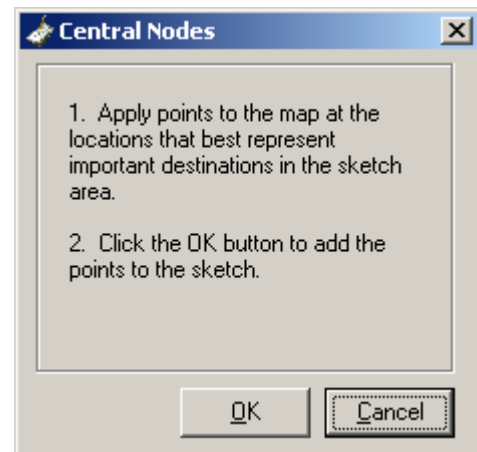 Central Nodes
1. Apply points to the map at the
locations that best represent
important destinations in the sketch
area.
2. Click the OK button to add the
points to the sketch.
OK
Cancel